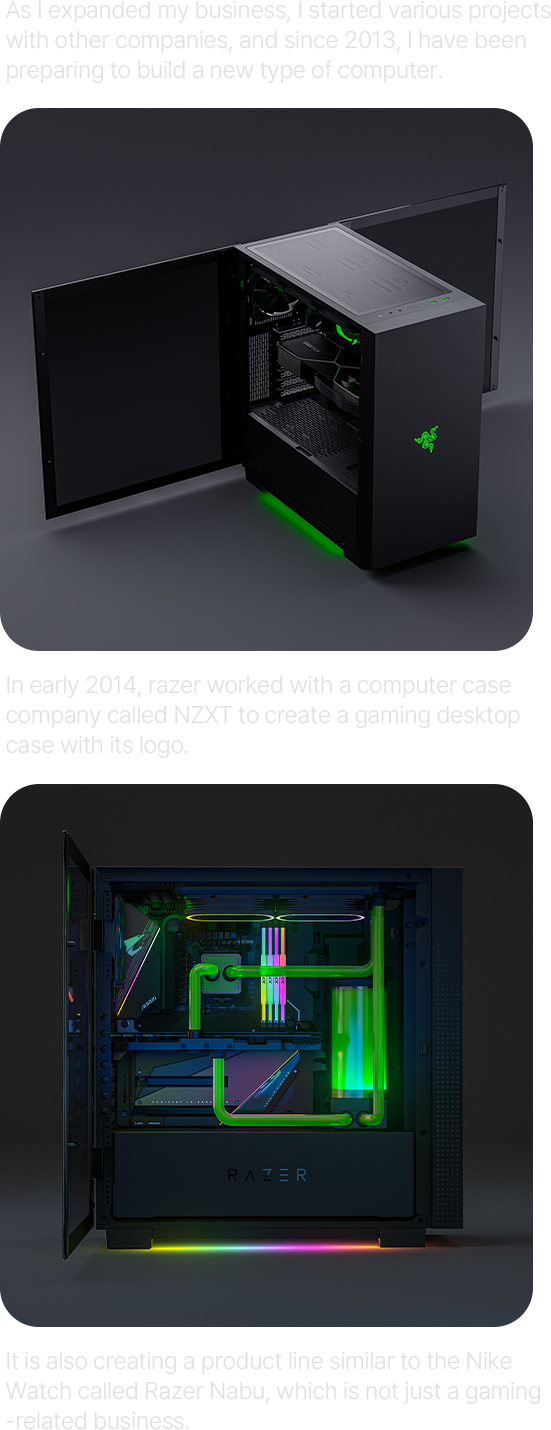 As I expanded my business, I started various projects
with other companies, and since 2013, I have been
preparing to build a new type of computer.
In early 2014, razer worked with a computer case
company called NZXT to create a gaming desktop
case with its logo.
RAZER
It is also creating a product line similar to the Nike
Watch called Razer Nabu, which is not just a gaming
-related business.